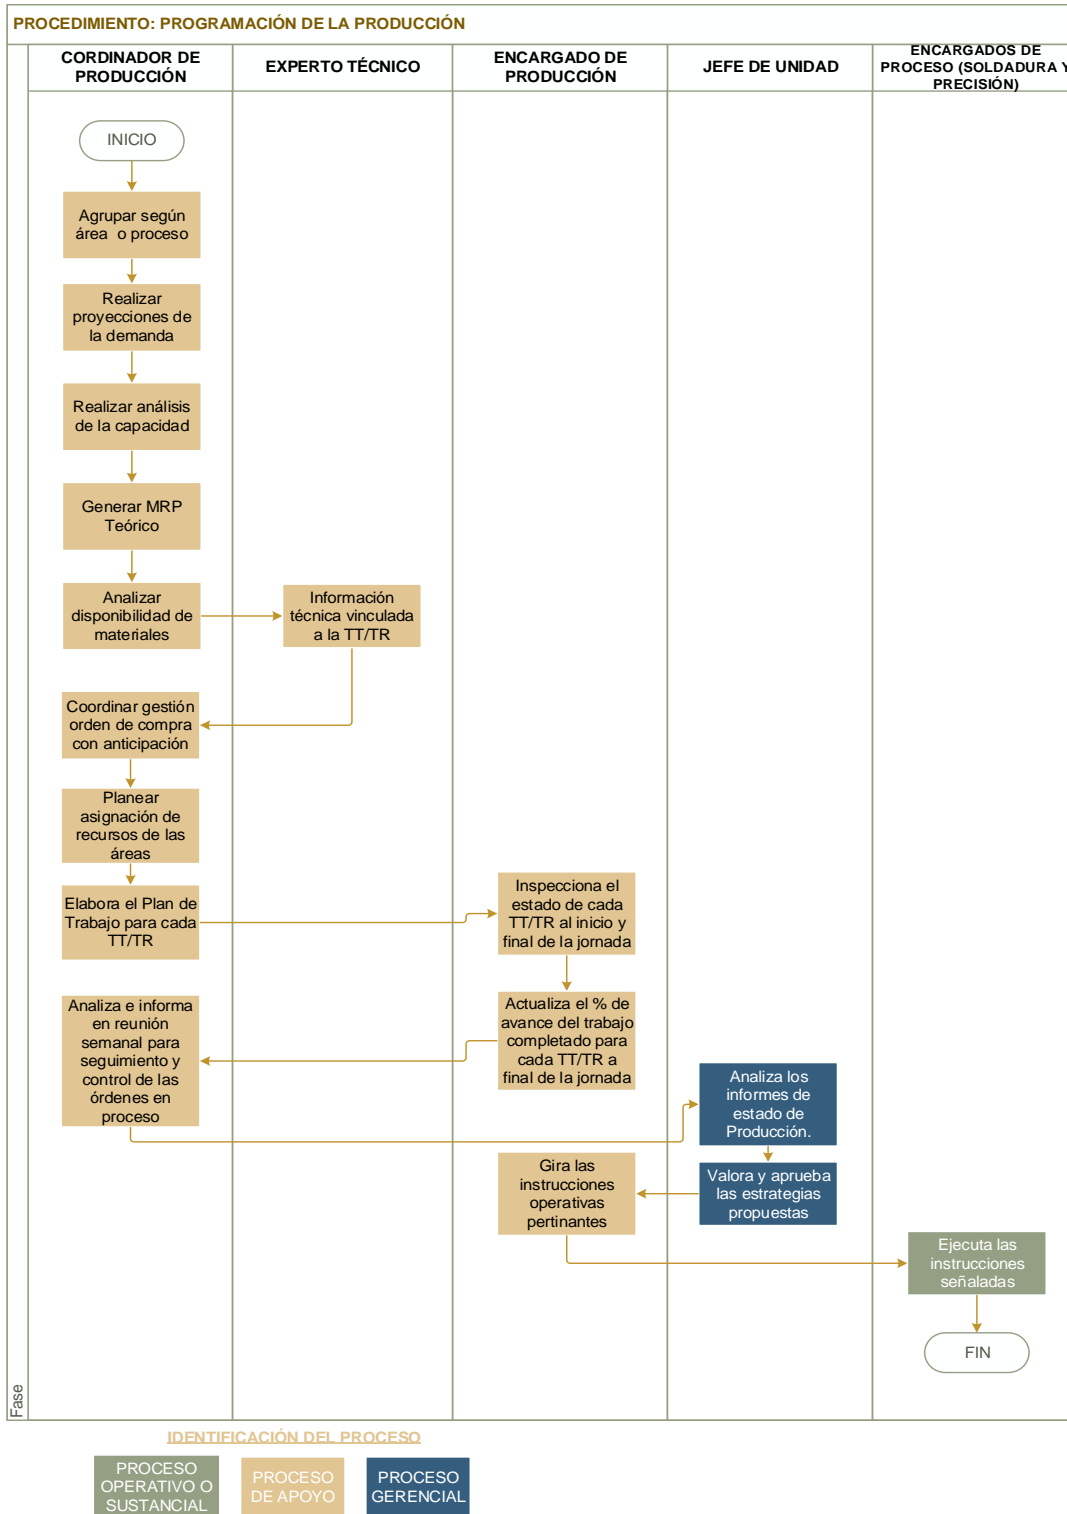 PROCEDIMIENTO: PROGRAMACIÓN DE LA PRODUCCIÓN
CORDINADOR DE
PRODUCCIÓN
EXPERTO TÉCNICO
ENCARGADO DE
PRODUCCIÓN
JEFE DE UNIDAD
ENCARGADOS DE
PROCESO (SOLDADURA Y
PRECISIÓN)
INICIO
Agrupar según
área o proceso
Realizar
proyecciones de
la demanda
Realizar análisis
de la capacidad
Generar MRP
Teórico
Analizar
disponibilidad de
materiales
Información
técnica vinculada
a la TT/TR
Coordinar gestión
orden de compra
con anticipación
Planear
asignación de
recursos de las
áreas
Elabora el Plan de
Trabajo para cada
TT/TR
Inspecciona el
estado de cada
TT/TR al inicio y
final de la jornada
Actualiza el % de
avance del trabajo
completado para
cada TT/TR a
final de la jornada
Analiza e informa
en reunión
semanal para
seguimiento y
control de las
órdenes en
proceso
Analiza los
informes de
estado de
Producción.
Valora y aprueba
las estrategias
propuestas
Gira las
instrucciones
operativas
pertinantes
Ejecuta las
instrucciones
señaladas
FIN
Fase
IDENTIFICACIÓN DEL PROCESO
PROCESO
OPERATIVO O
SUSTANCIAL
PROCESO
DE APOYO
PROCESO
GERENCIAL